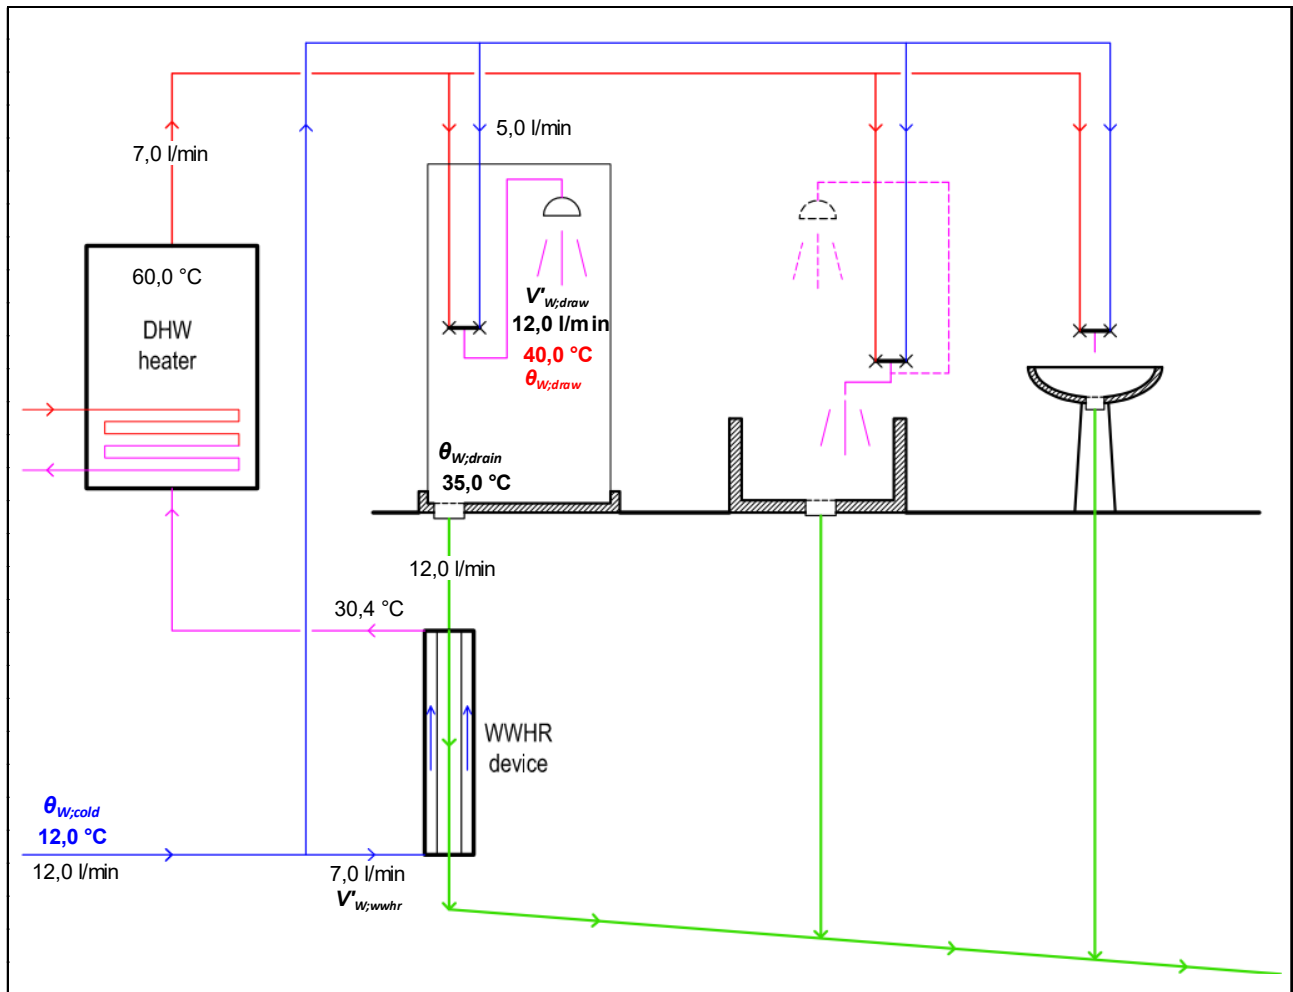 5,0 l/min
7,0 l/min
60,0 °C
DHW
heater
V'W;draw
12,0 l/min
40,0 °C
θW;draw
θW;drain
35,0 °C
12,0 l/min
30,4 °C
WWHR
device
θW;cold
12,0 °C
12,0 l/min
7,0 l/min
V'W;wwhr